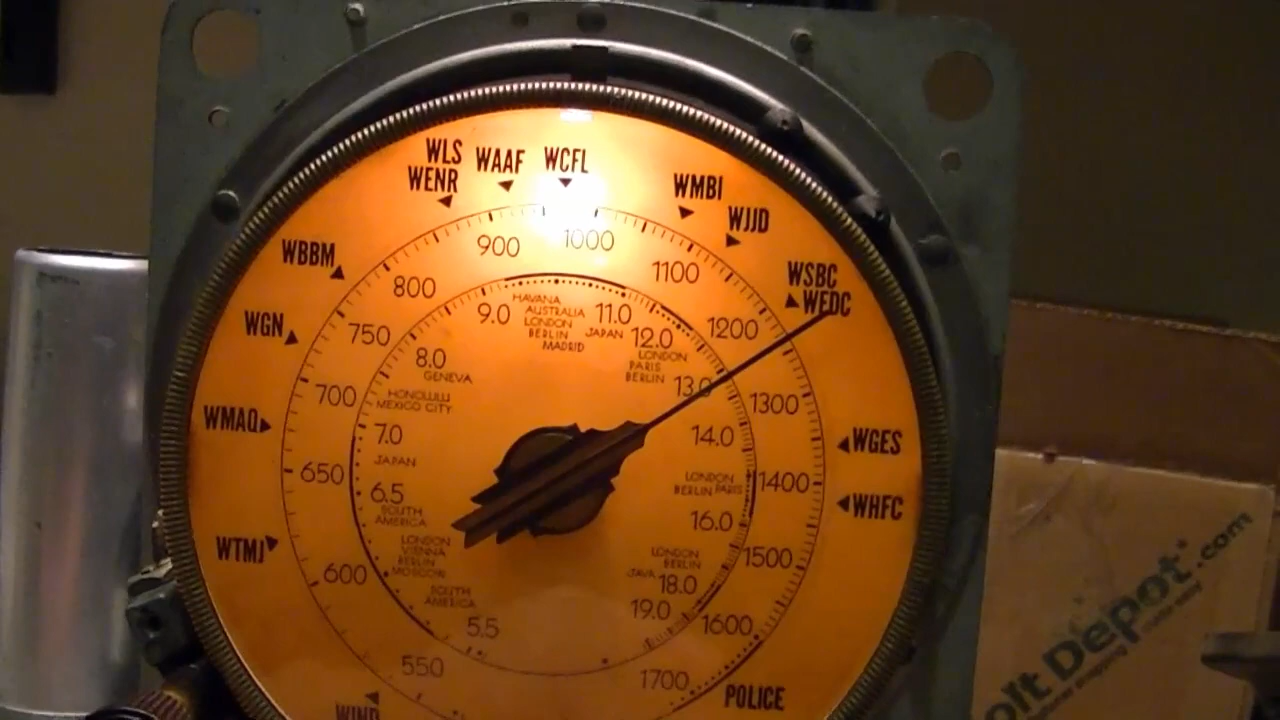 WLS
WENR
WAAF
WCFL
WMBI
WJJD
WSBC
WEDC
WBBM
WGN
WMAQ
WTMJ
WIND
WGES
WHFC
POLICE
550
600
650
700
750
800
900
1000
1100
1200
1300
1400
1500
1600
1700
5.5
6.5
7.0
8.0
9.0
11.0
12.0
13.0
14.0
16.0
18.0
19.0
HAVANA
AUSTRALIA
LONDON
BERLIN
MADRID
JAPAN
LONDON
PARIS
BERLIN
GENEVA
HONOLULU
MEXICO CITY
JAPAN
SOUTH
AMERICA
LONDON
VIENNA
BERLIN
MOSCOW
SOUTH
AMERICA
LONDON
BERLIN PARIS
LONDON
BERLIN
JAVA
olt Depot.com